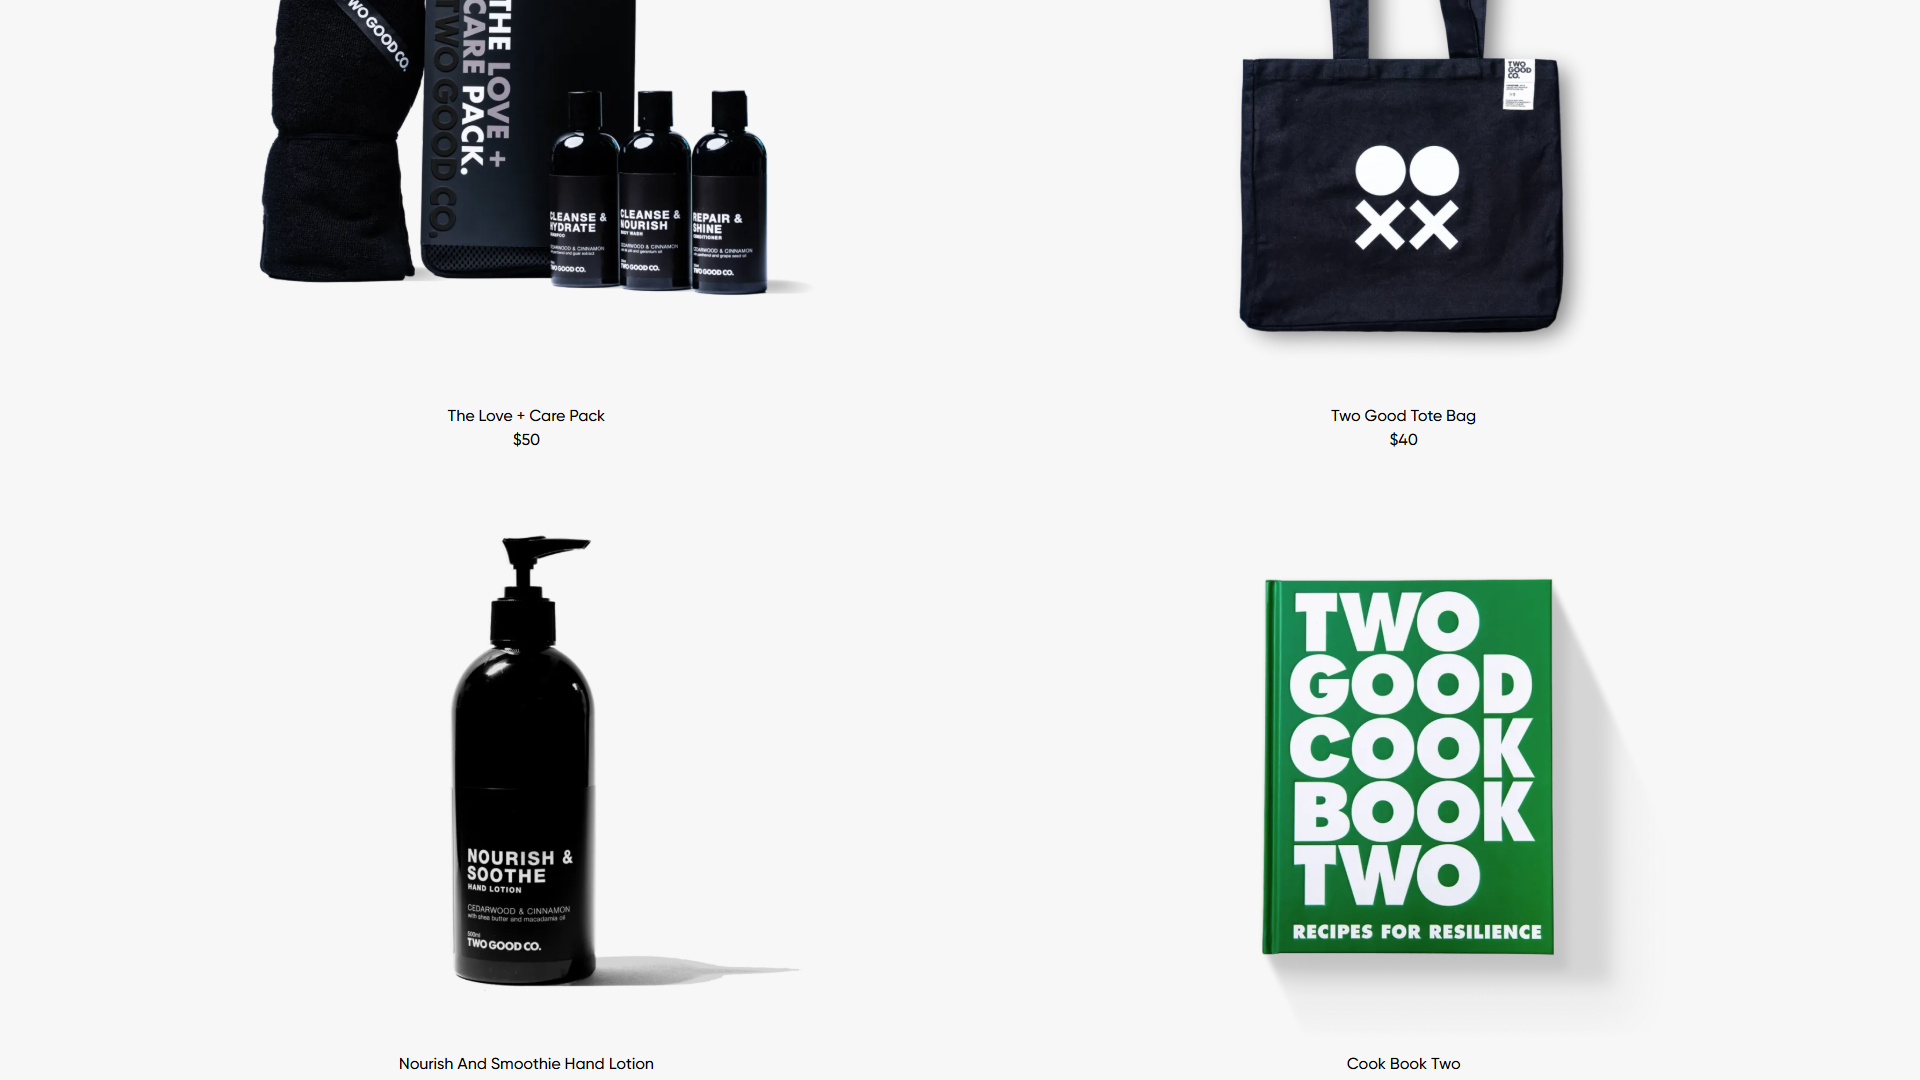 TWO GOOD CO.
THE LOVE +
CARE PACK.
TWO GOOD CO.
CLEANSE &
HYDRATE
SHAMPOO
CEDARWOOD & CINNAMON
TWO GOOD CO.
CLEANSE &
NOURISH
BODY WASH
CEDARWOOD & CINNAMON
TWO GOOD CO.
REPAIR &
SHINE
CONDITIONER
CEDARWOOD & CINNAMON
TWO GOOD CO.
TWO
GOOD
CO.
The Love + Care Pack
$50
Two Good Tote Bag
$40
NOURISH &
SOOTHE
HAND LOTION
CEDARWOOD & CINNAMON
with shea butter and macadamia oil
500ml
TWO GOOD CO.
TWO
GOOD
COOK
BOOK
TWO
RECIPES FOR RESILIENCE
Nourish And Smoothie Hand Lotion
Cook Book Two